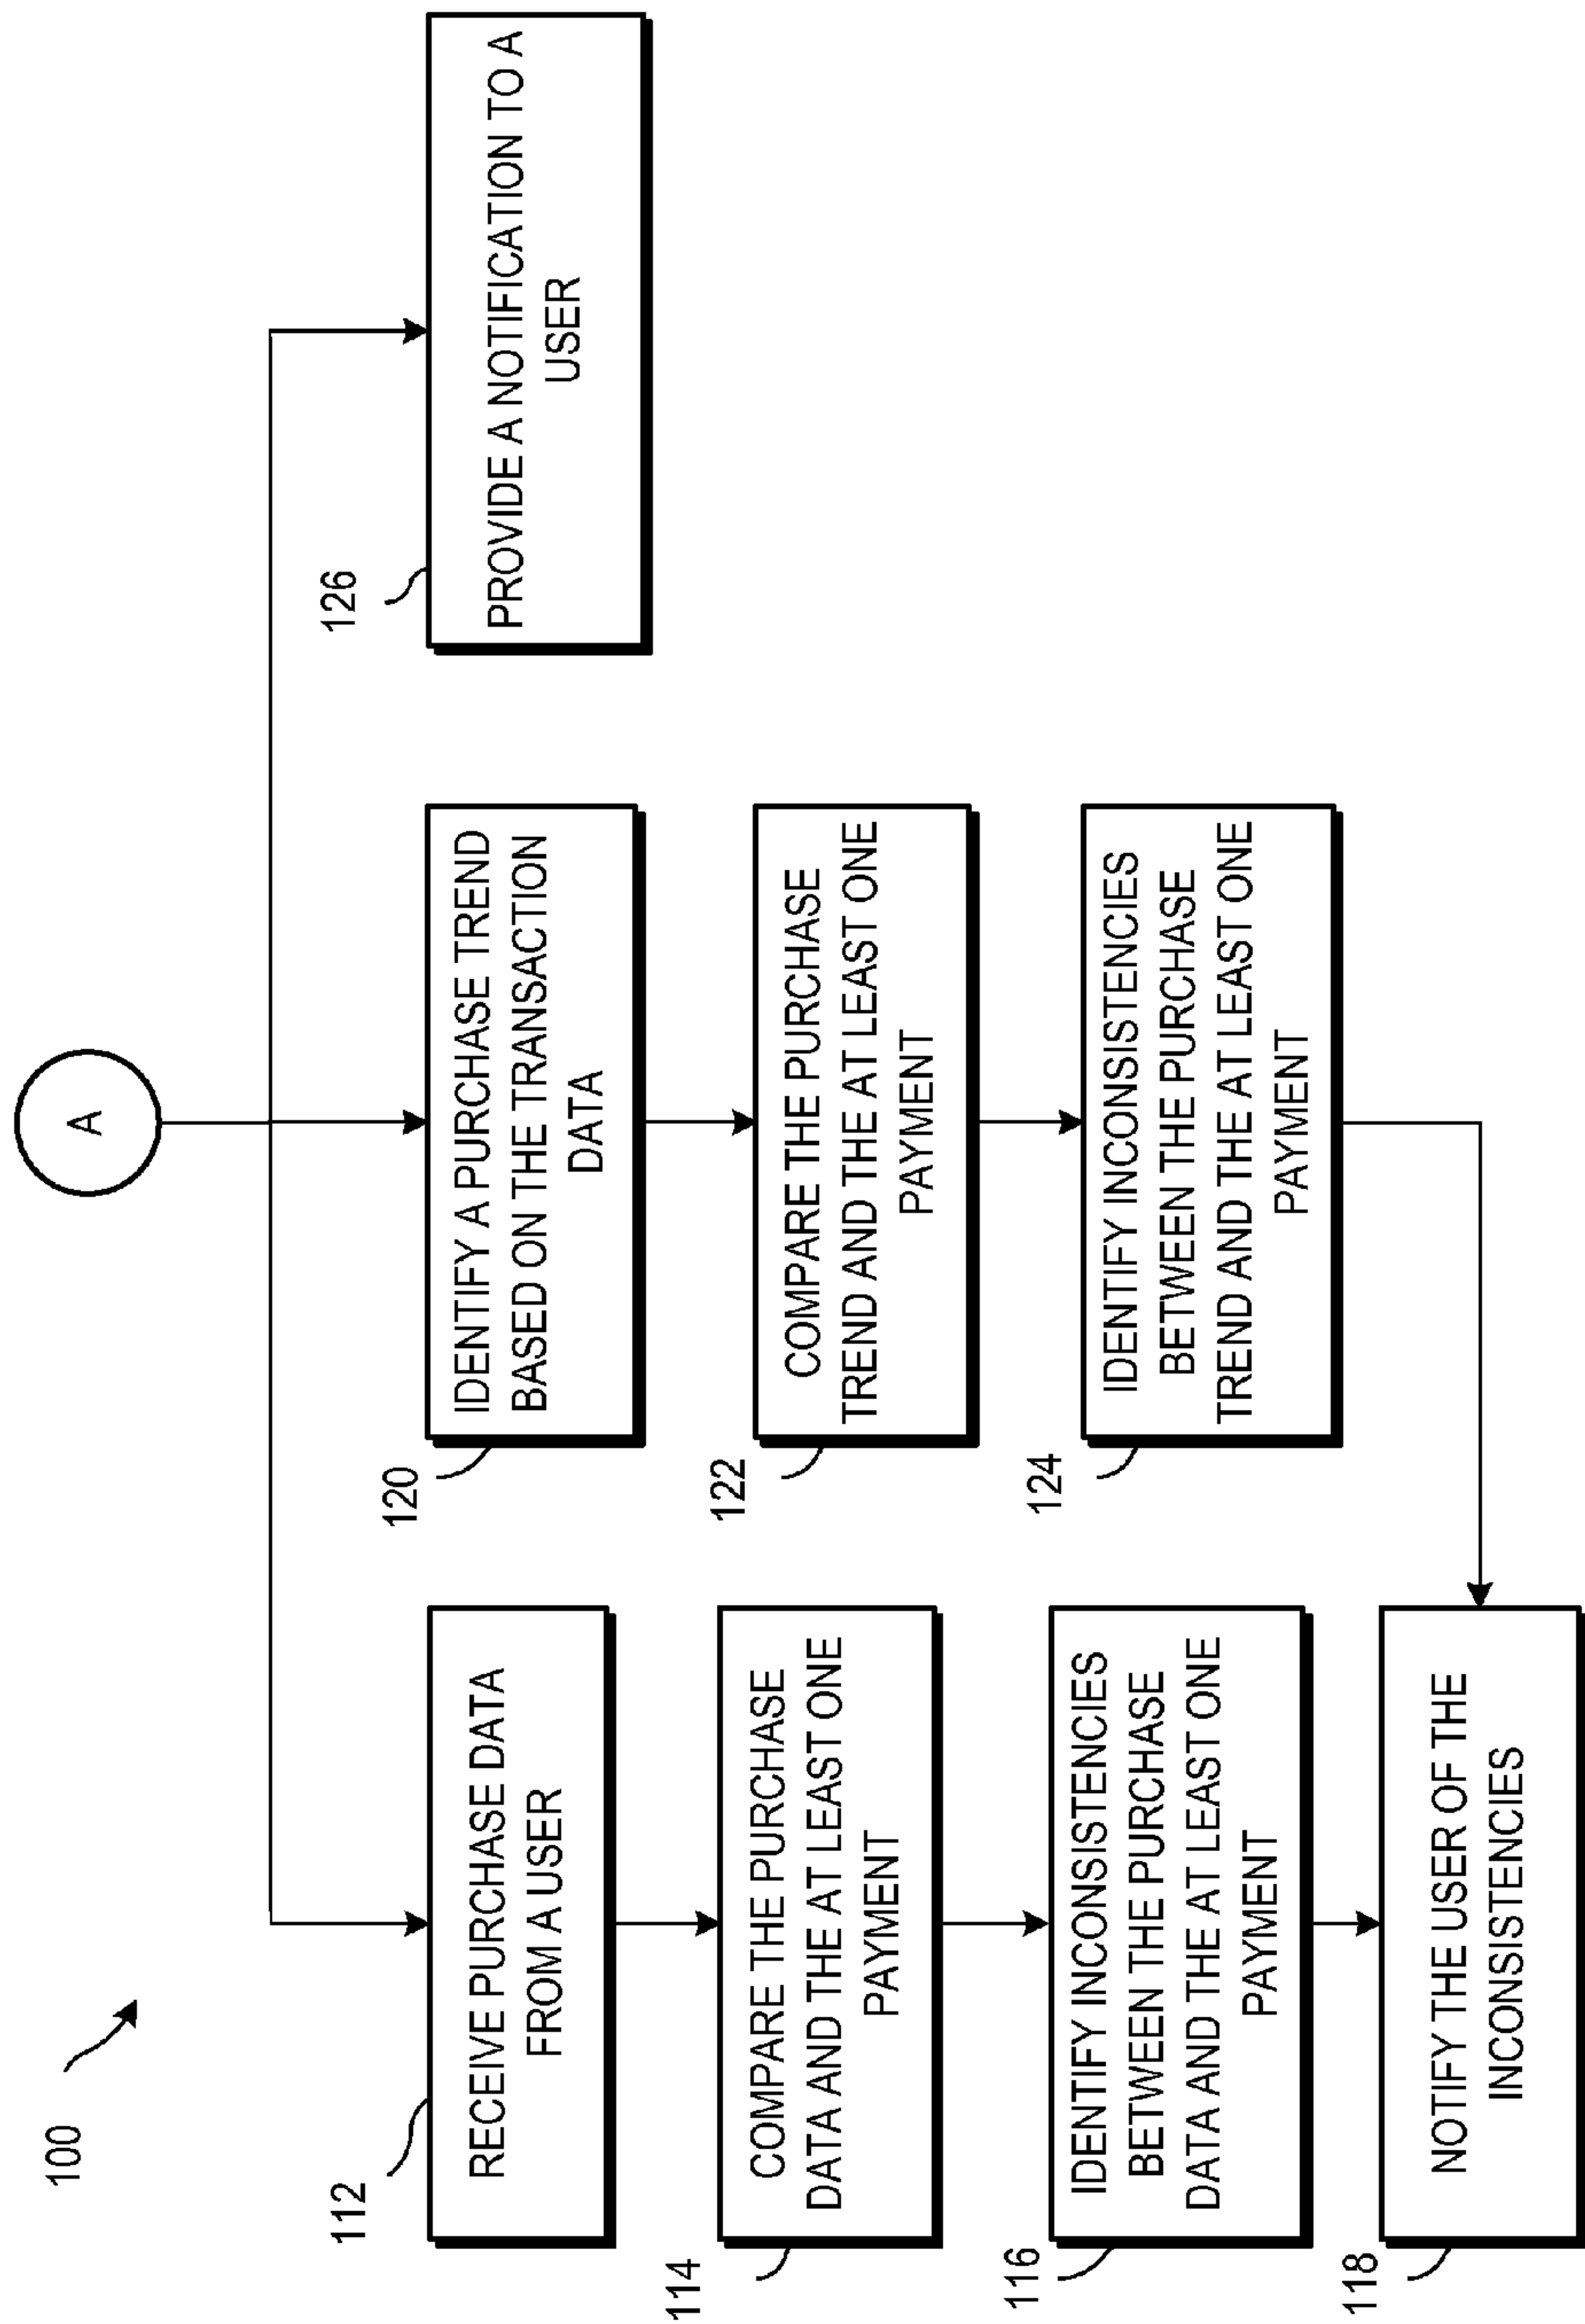 100
A
112
RECEIVE PURCHASE DATA
FROM A USER
114
COMPARE THE PURCHASE
DATA AND THE AT LEAST ONE
PAYMENT
116
IDENTIFY INCONSISTENCIES
BETWEEN THE PURCHASE
DATA AND THE AT LEAST ONE
PAYMENT
118
NOTIFY THE USER OF THE
INCONSISTENCIES
120
IDENTIFY A PURCHASE TREND
BASED ON THE TRANSACTION
DATA
122
COMPARE THE PURCHASE
TREND AND THE AT LEAST ONE
PAYMENT
124
IDENTIFY INCONSISTENCIES
BETWEEN THE PURCHASE
TREND AND THE AT LEAST ONE
PAYMENT
126
PROVIDE A NOTIFICATION TO A
USER